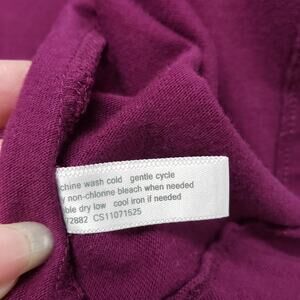 chine wash cold gentle cycle
y non-chlorine bleach when needed
ble dry low cool iron if needed
72882 CS11071525